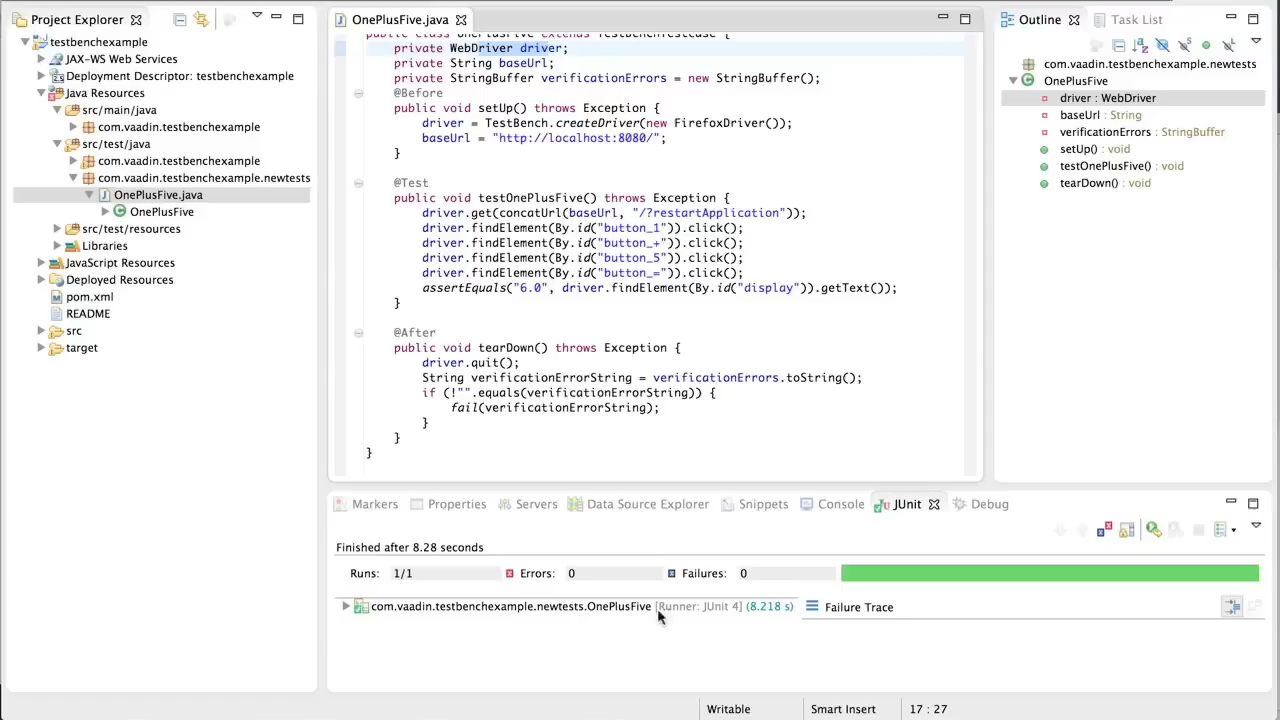 Project Explorer
testbenchexample
JAX-WS Web Services
Deployment Descriptor: testbenchexample
Java Resources
src/main/java
com.vaadin.testbenchexample
src/test/java
com.vaadin.testbenchexample
com.vaadin.testbenchexample.newtests
OnePlusFive.java
OnePlusFive
src/test/resources
Libraries
JavaScript Resources
Deployed Resources
pom.xml
README
src
target
OnePlusFive.java
public class OnePlusFive extends TestBenchTestCase {
private WebDriver driver;
private String baseUrl;
private StringBuffer verificationErrors = new StringBuffer();
@Before
public void setUp() throws Exception {
driver = TestBench.createDriver(new FirefoxDriver());
baseUrl = "http://localhost:8080/";
}
@Test
public void testOnePlusFive() throws Exception {
driver.get(concatUrl(baseUrl, "/?restartApplication"));
driver.findElement(By.id("button_1")).click();
driver.findElement(By.id("button_+")).click();
driver.findElement(By.id("button_5")).click();
driver.findElement(By.id("button_=")).click();
assertEquals("6.0", driver.findElement(By.id("display")).getText());
}
@After
public void tearDown() throws Exception {
driver.quit();
String verificationErrorString = verificationErrors.toString();
if (!"".equals(verificationErrorString)) {
fail(verificationErrorString);
}
}
}
Outline Task List
com.vaadin.testbenchexample.newtests
OnePlusFive
driver : WebDriver
baseUrl : String
verificationErrors : StringBuffer
setUp() : void
testOnePlusFive() : void
tearDown() : void
Markers Properties Servers Data Source Explorer Snippets Console JUnit Debug
Finished after 8.28 seconds
Runs: 1/1 Errors: 0 Failures: 0
com.vaadin.testbenchexample.newtests.OnePlusFive [Runner: JUnit 4] (8.218 s)
Failure Trace
Writable Smart Insert 17 : 27